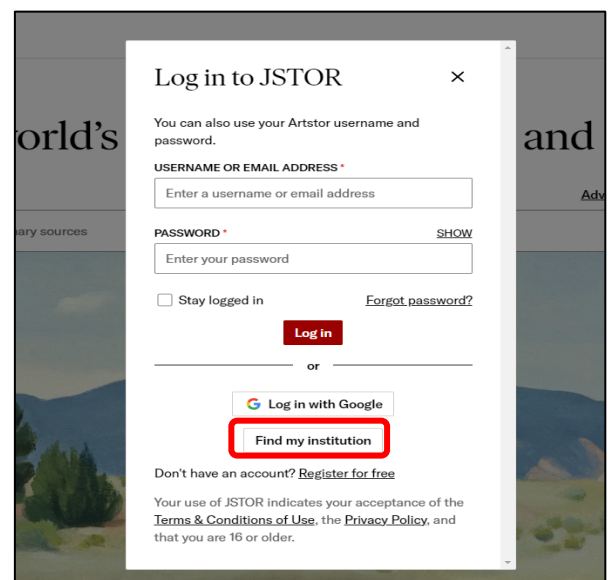 Log in to JSTOR
×
You can also use your Artstor username and
password.
orld's
and
USERNAME OR EMAIL ADDRESS *
Enter a username or email address
Adv
ary sources
PASSWORD *
SHOW
Enter your password
Stay logged in
Forgot password?
Log in
or
G Log in with Google
Find my institution
Don't have an account? Register for free
Your use of JSTOR indicates your acceptance of the
Terms & Conditions of Use, the Privacy Policy, and
that you are 16 or older.